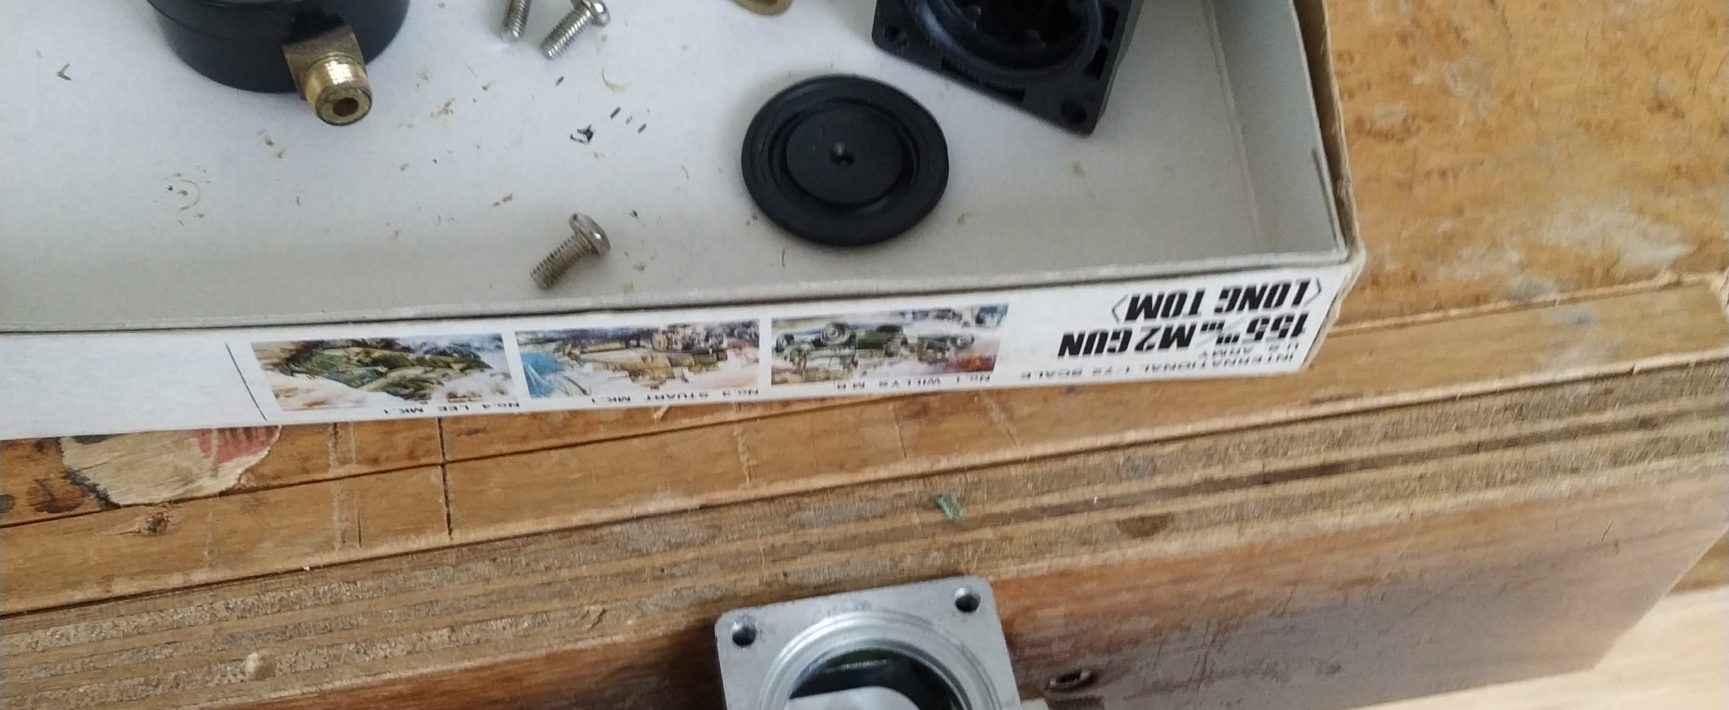 INTERNATIONAL 1/72 SCALE
U.S. ARMY
155m/m M2 GUN
〈LONG TOM〉
No.1 WILLYS M.B.
No.3 STUART MK.1
No.4 LEE MK.1